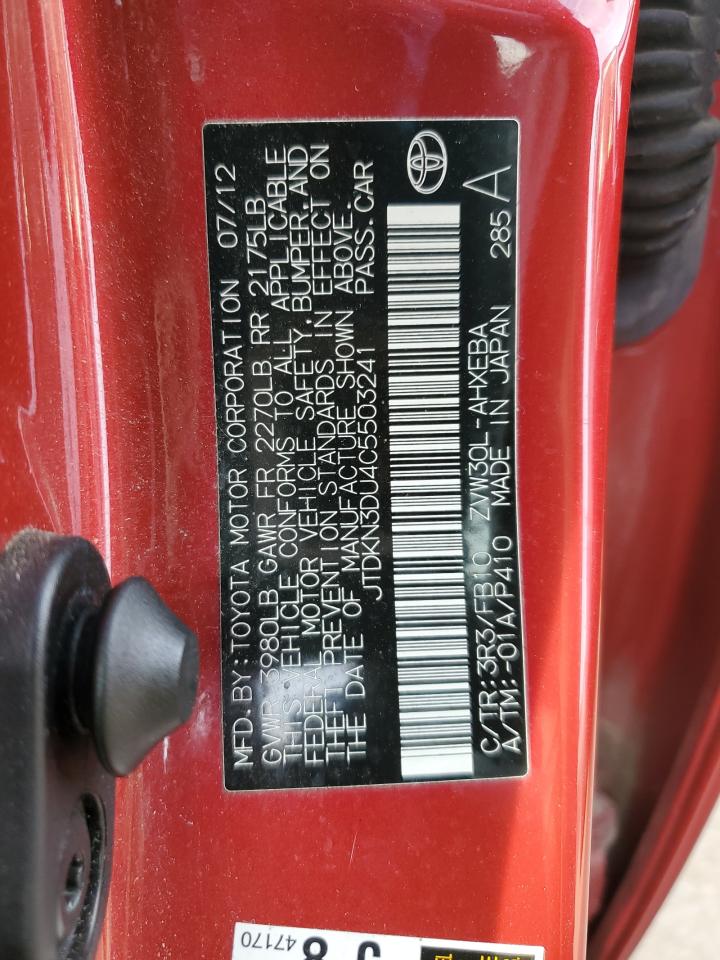 MFD.BY:TOYOTA MOTOR CORPORATION 07/12
GVWR 3980LB GAWR FR 2270LB RR 2175LB
THIS VEHICLE CONFORMS TO ALL APPLICABLE
FEDERAL MOTOR VEHICLE SAFETY, BUMPER, AND
THEFT PREVENTION STANDARDS IN EFFECT ON
THE DATE OF MANUFACTURE SHOWN ABOVE.
JTDKN3DU4C5503241 PASS.CAR
C/TR:3R3/FB10 ZVW30L-AHXEBA 285
A/TM:-01A/P410 MADE IN JAPAN A
47170
8